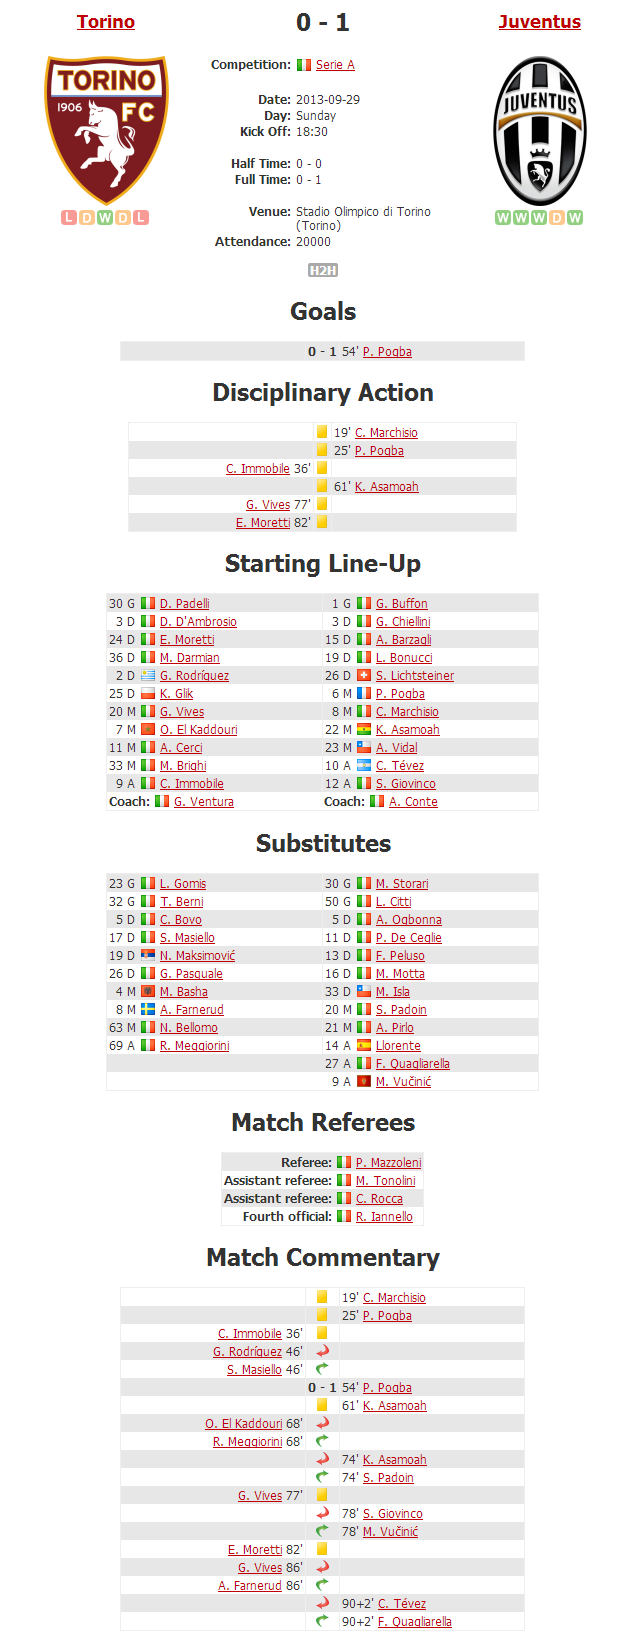 Torino 0 - 1 Juventus
TORINO
1906 FC
JUVENTUS
Competition: Serie A
Date: 2013-09-29
Day: Sunday
Kick Off: 18:30
Half Time: 0 - 0
Full Time: 0 - 1
Venue: Stadio Olimpico di Torino
(Torino)
Attendance: 20000
L D W D L
W W W D W
H2H
Goals
0 - 1 54' P. Pogba
Disciplinary Action
19' C. Marchisio
25' P. Pogba
C. Immobile 36'
61' K. Asamoah
G. Vives 77'
E. Moretti 82'
Starting Line-Up
30 G D. Padelli 1 G G. Buffon
3 D D. D'Ambrosio 3 D G. Chiellini
24 D E. Moretti 15 D A. Barzagli
36 D M. Darmian 19 D L. Bonucci
2 D G. Rodríguez 26 D S. Lichtsteiner
25 D K. Glik 6 M P. Pogba
20 M G. Vives 8 M C. Marchisio
7 M O. El Kaddouri 22 M K. Asamoah
11 M A. Cerci 23 M A. Vidal
33 M M. Brighi 10 A C. Tévez
9 A C. Immobile 12 A S. Giovinco
Coach: G. Ventura Coach: A. Conte
Substitutes
23 G L. Gomis 30 G M. Storari
32 G T. Berni 50 G L. Citti
5 D C. Bovo 5 D A. Ogbonna
17 D S. Masiello 11 D P. De Ceglie
19 D N. Maksimović 13 D F. Peluso
26 D G. Pasquale 16 D M. Motta
4 M M. Basha 33 D M. Isla
8 M A. Farnerud 20 M S. Padoin
63 M N. Bellomo 21 M A. Pirlo
69 A R. Meggiorini 14 A Llorente
27 A F. Quagliarella
9 A M. Vučinić
Match Referees
Referee: P. Mazzoleni
Assistant referee: M. Tonolini
Assistant referee: C. Rocca
Fourth official: R. Iannello
Match Commentary
19' C. Marchisio
25' P. Pogba
C. Immobile 36'
G. Rodríguez 46'
S. Masiello 46'
0 - 1 54' P. Pogba
61' K. Asamoah
O. El Kaddouri 68'
R. Meggiorini 68'
74' K. Asamoah
74' S. Padoin
G. Vives 77'
78' S. Giovinco
78' M. Vučinić
E. Moretti 82'
G. Vives 86'
A. Farnerud 86'
90+2' C. Tévez
90+2' F. Quagliarella